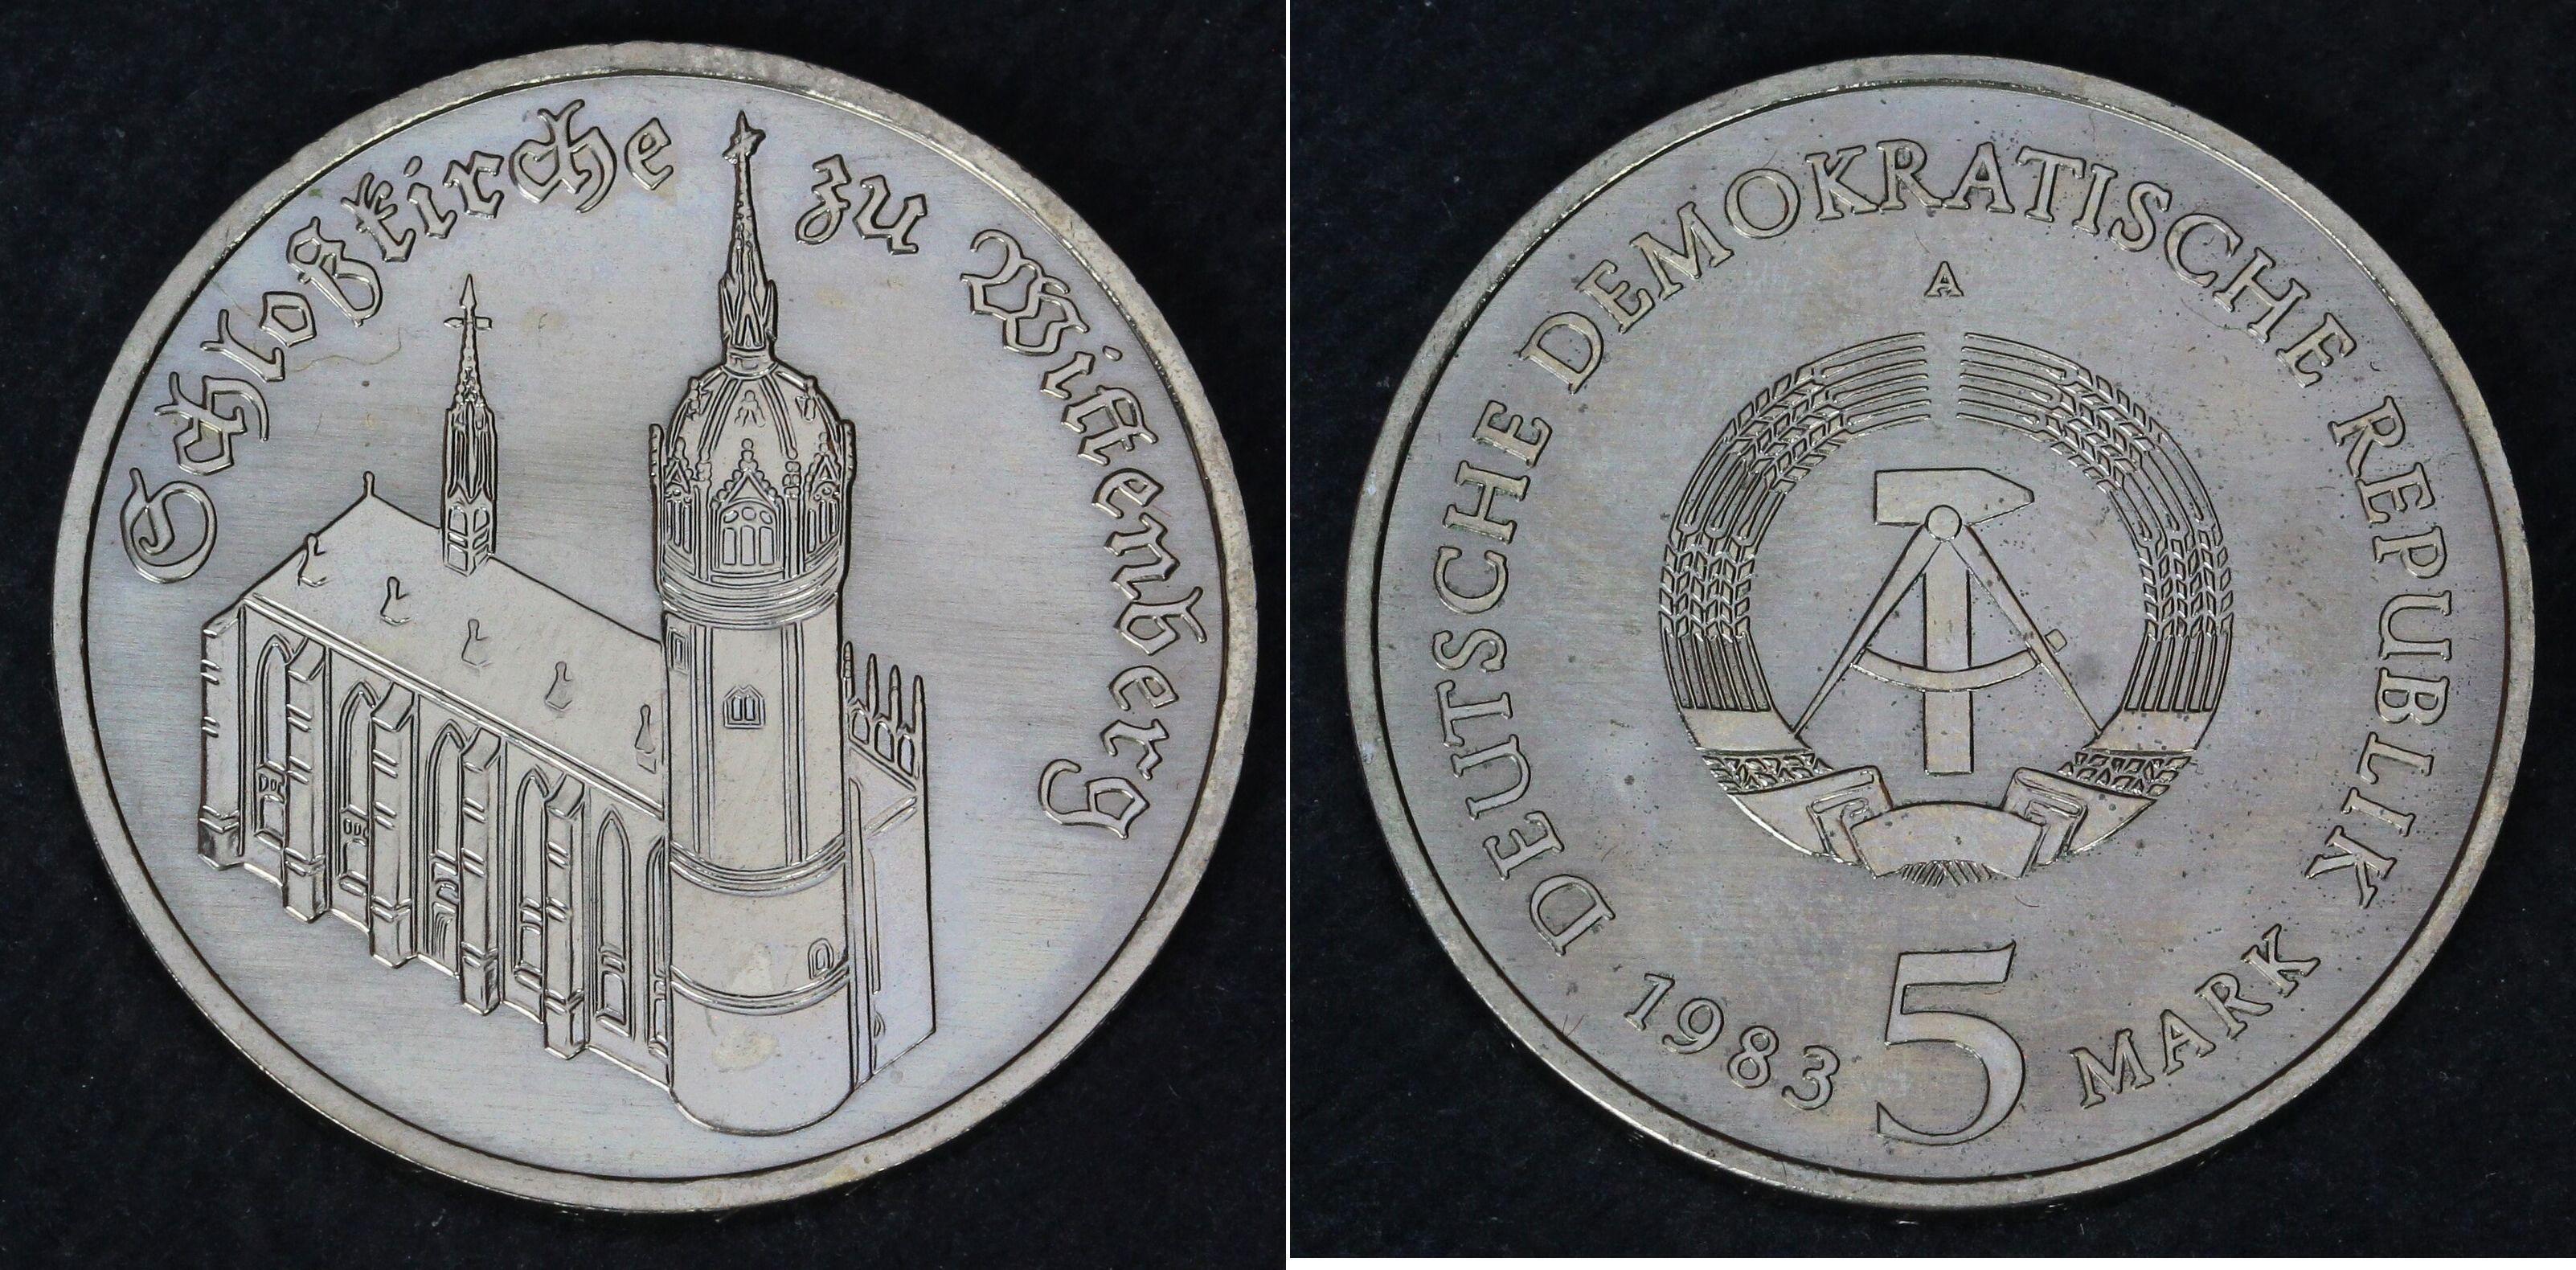 Schloßkirche zu Wittenberg
DEUTSCHE DEMOKRATISCHE REPUBLIK
A
1983 5 MARK